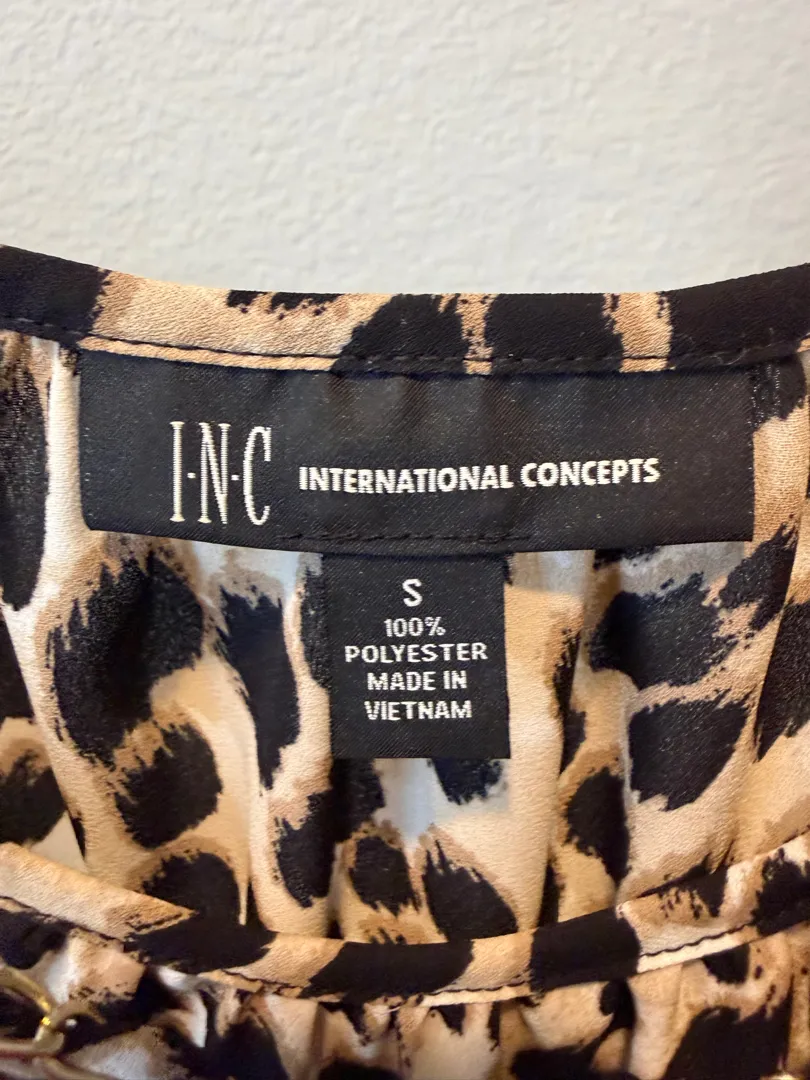 I·N·C INTERNATIONAL CONCEPTS
S
100%
POLYESTER
MADE IN
VIETNAM